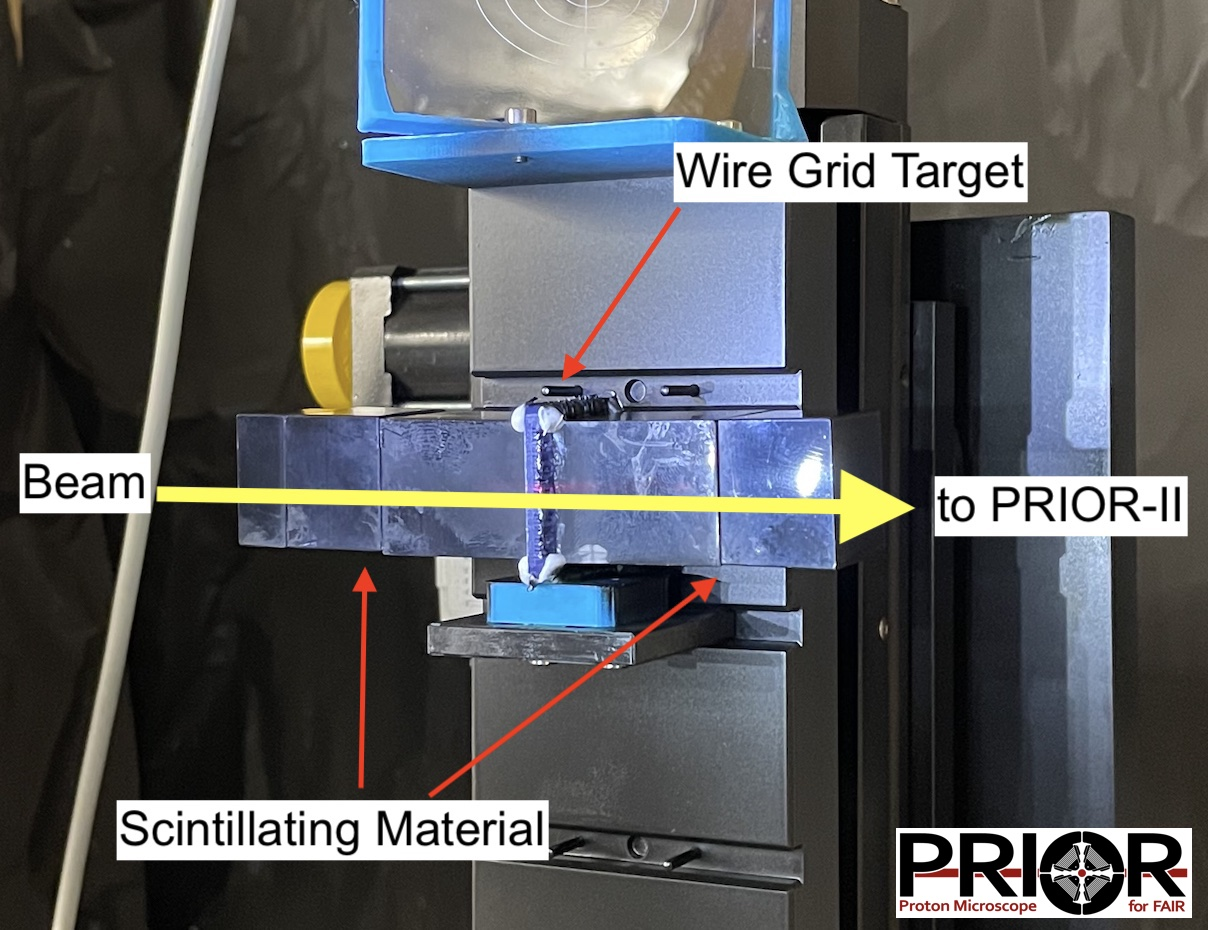 Wire Grid Target
Beam
to PRIOR-II
Scintillating Material
PRIOR
Proton Microscope for FAIR